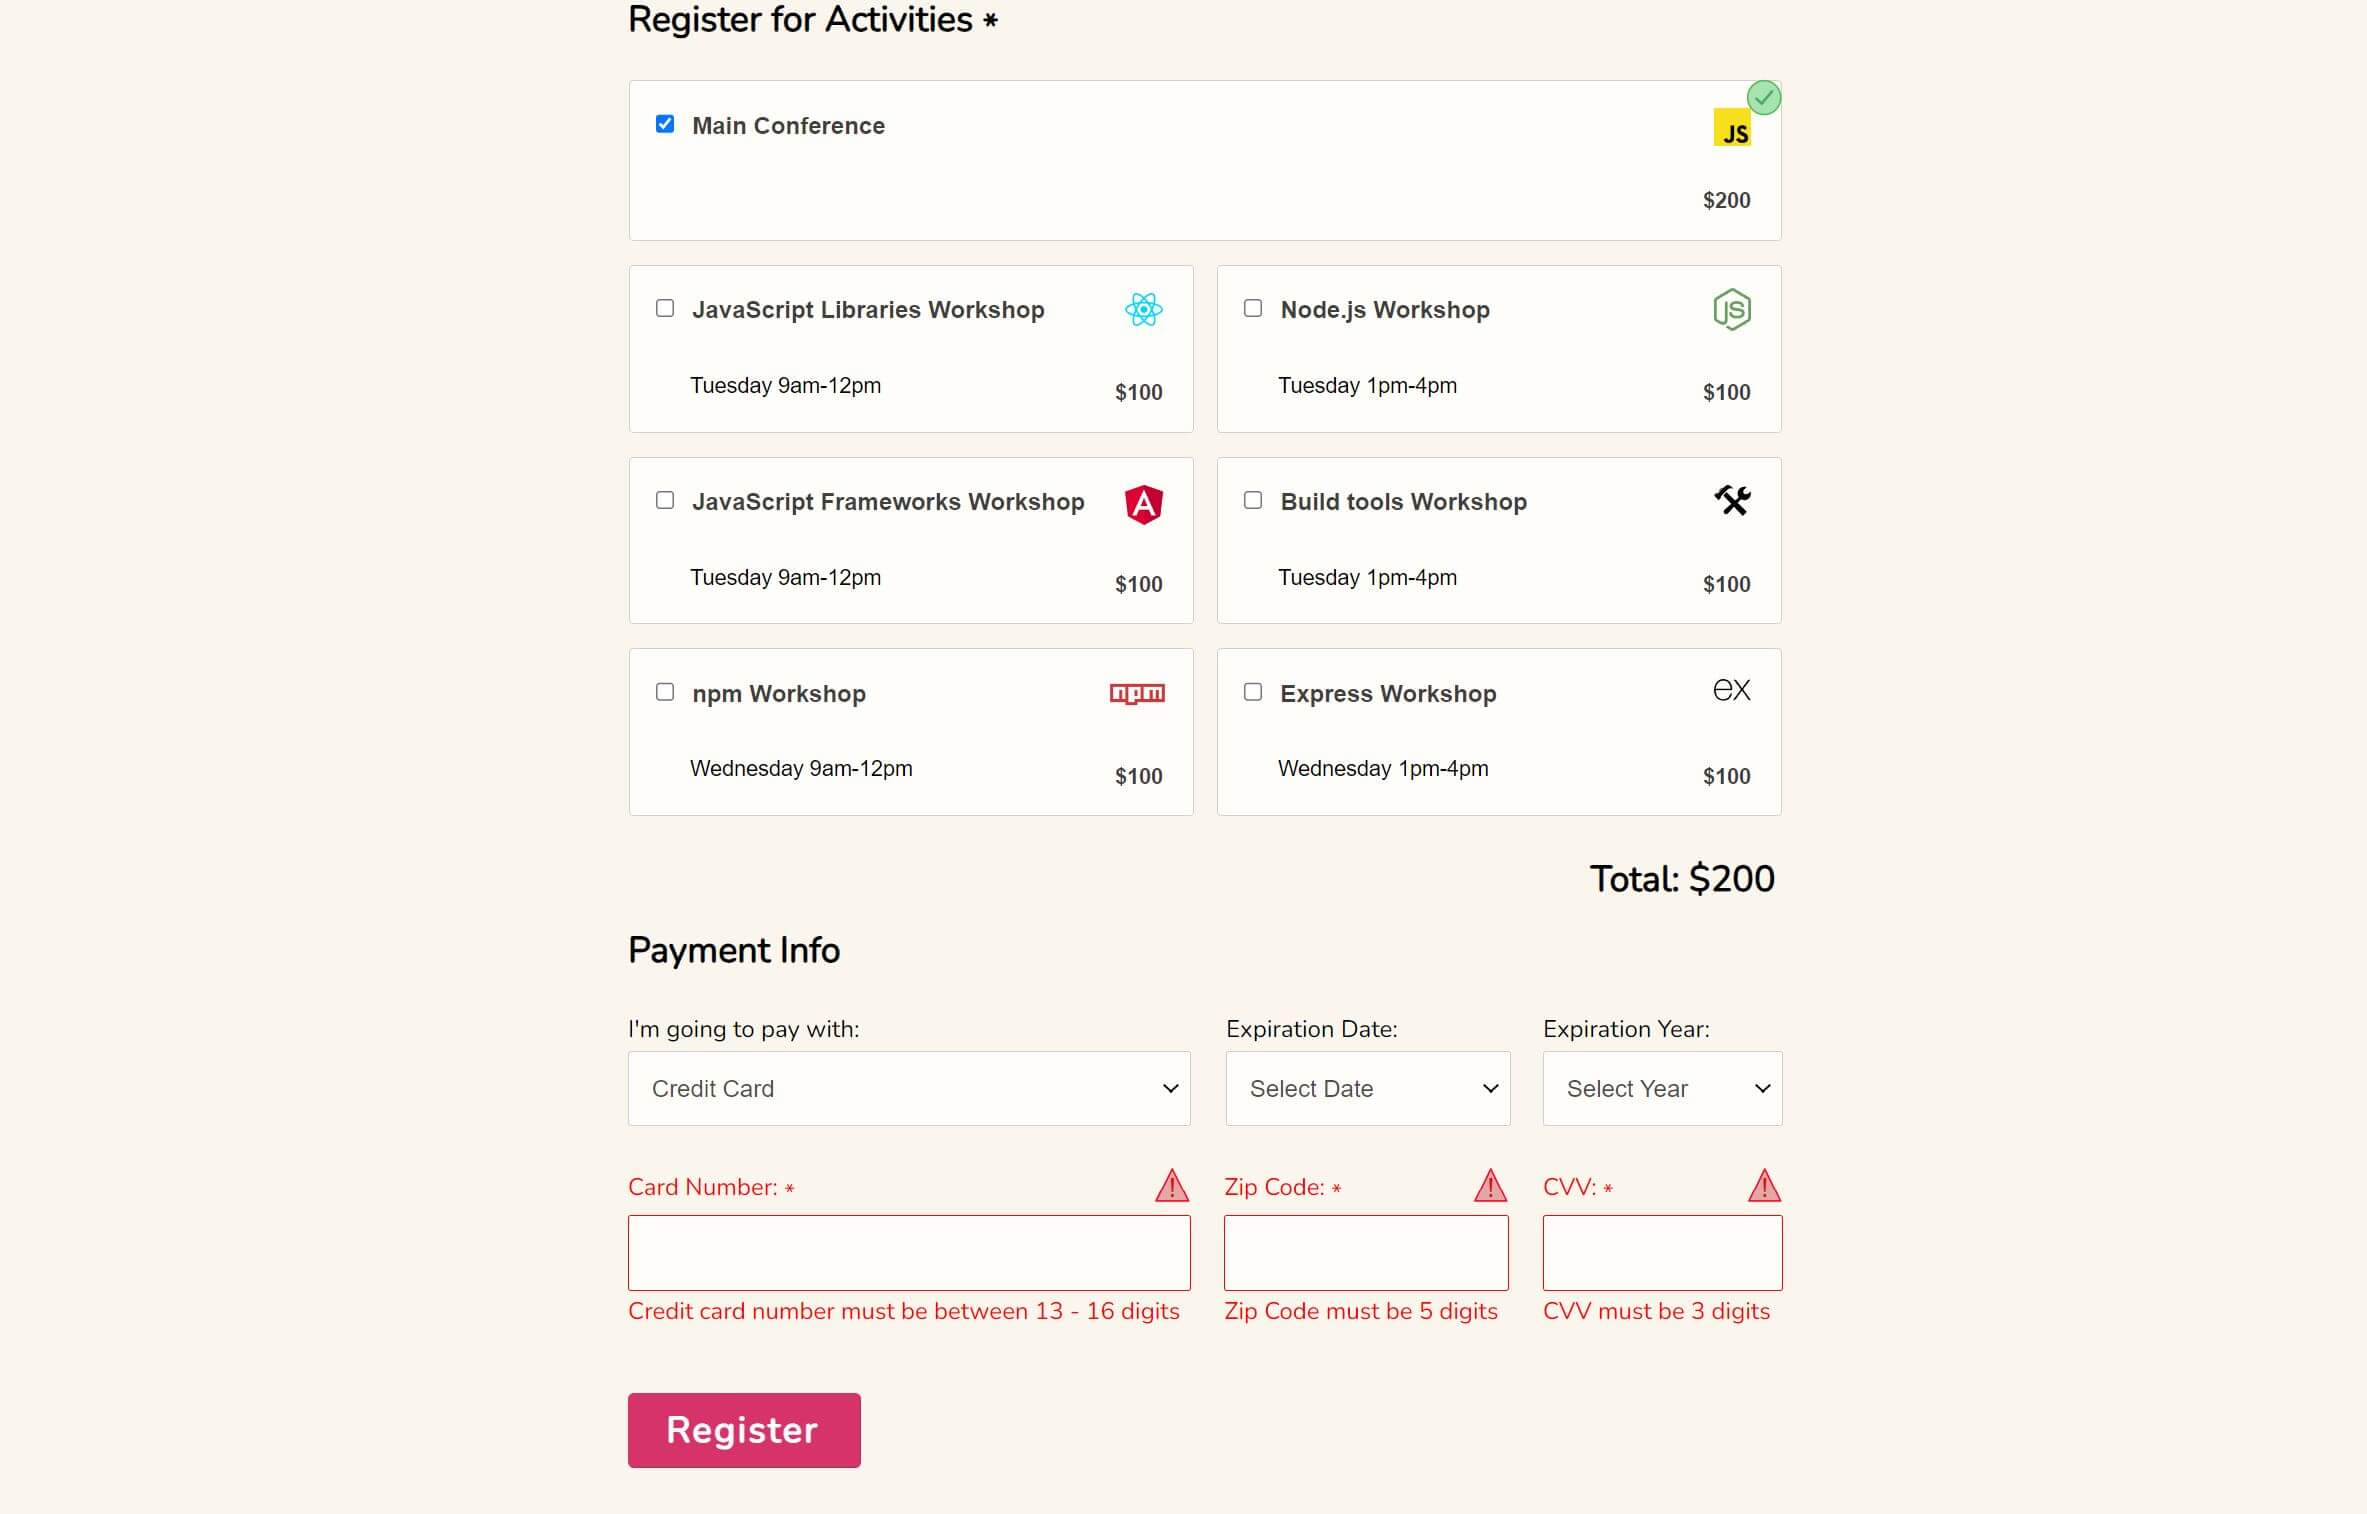 Register for Activities *
Main Conference
JS
$200
JavaScript Libraries Workshop
Tuesday 9am-12pm
$100
Node.js Workshop
JS
Tuesday 1pm-4pm
$100
JavaScript Frameworks Workshop
A
Tuesday 9am-12pm
$100
Build tools Workshop
Tuesday 1pm-4pm
$100
npm Workshop
npm
Wednesday 9am-12pm
$100
Express Workshop
ex
Wednesday 1pm-4pm
$100
Total: $200
Payment Info
I'm going to pay with:
Credit Card
Expiration Date:
Select Date
Expiration Year:
Select Year
Card Number: *
Credit card number must be between 13 - 16 digits
Zip Code: *
Zip Code must be 5 digits
CVV: *
CVV must be 3 digits
Register